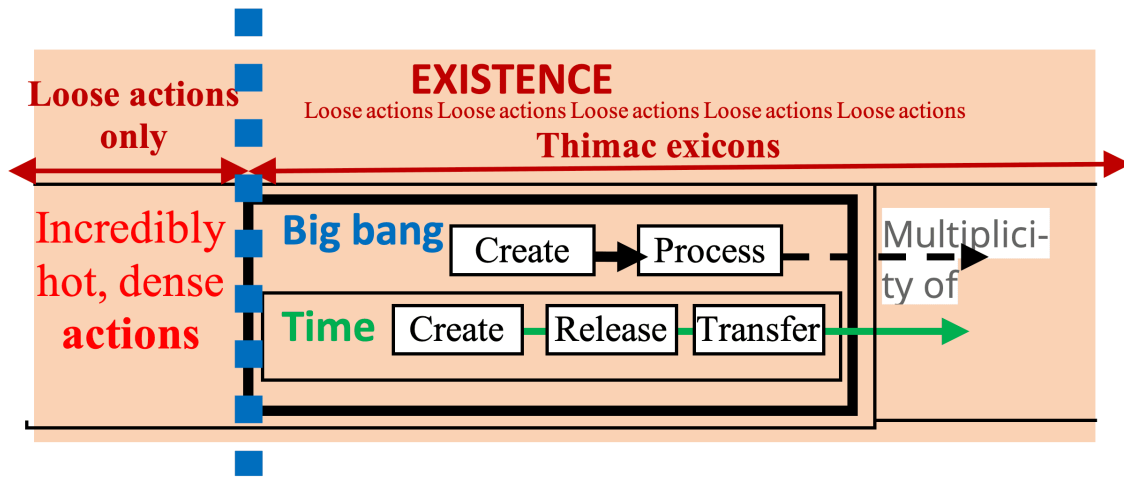 EXISTENCE
Loose actions only
Loose actions Loose actions Loose actions Loose actions Loose actions
Thimac exicons
Incredibly
hot, dense
actions
Big bang
Create
Process
Multiplici-
ty of
Time
Create
Release
Transfer